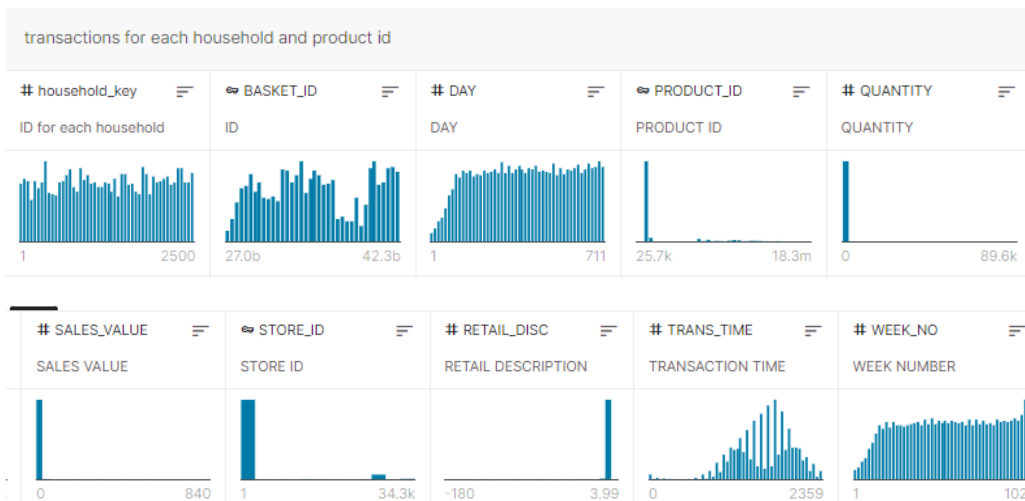 transactions for each household and product id
# household_key
BASKET_ID
# DAY
PRODUCT_ID
# QUANTITY
ID for each household
ID
DAY
PRODUCT ID
QUANTITY
1 2500
27.0b 42.3b
1 711
25.7k 18.3m
0 89.6k
# SALES_VALUE
STORE_ID
# RETAIL_DISC
# TRANS_TIME
# WEEK_NO
SALES VALUE
STORE ID
RETAIL DESCRIPTION
TRANSACTION TIME
WEEK NUMBER
0 840
1 34.3k
-180 3.99
0 2359
1 102